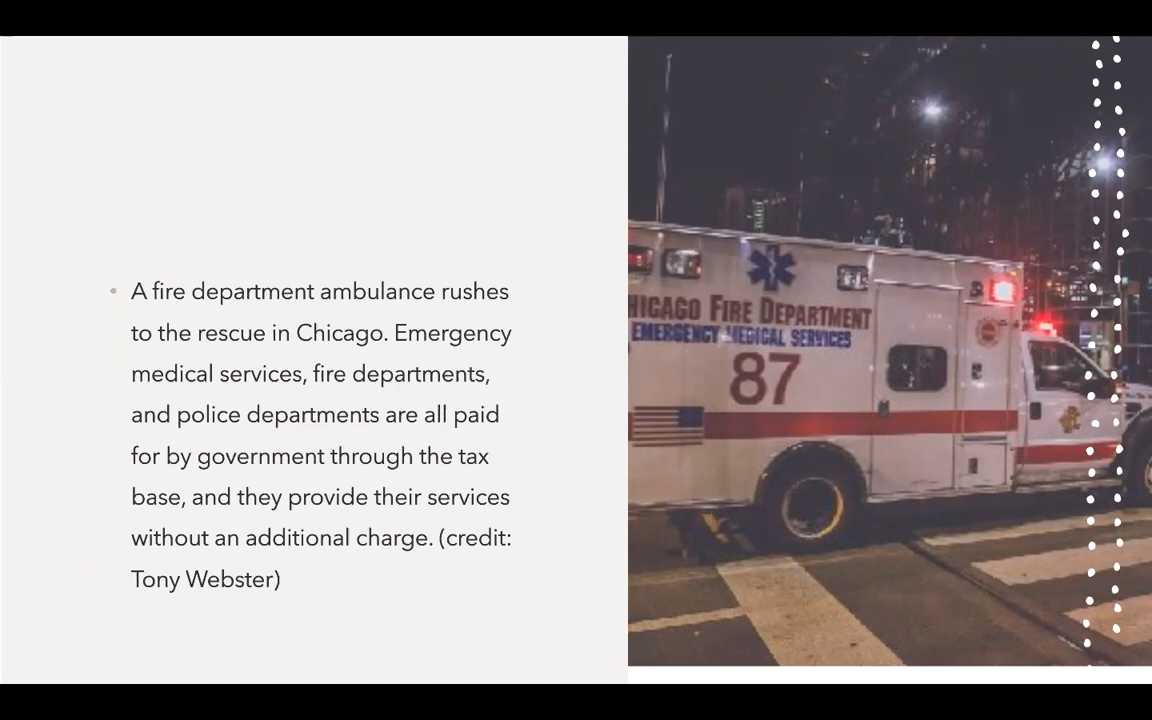 A fire department ambulance rushes
to the rescue in Chicago. Emergency
medical services, fire departments,
and police departments are all paid
for by government through the tax
base, and they provide their services
without an additional charge. (credit:
Tony Webster)
HICAGO FIRE DEPARTMENT
EMERGENCY MEDICAL SERVICES
87